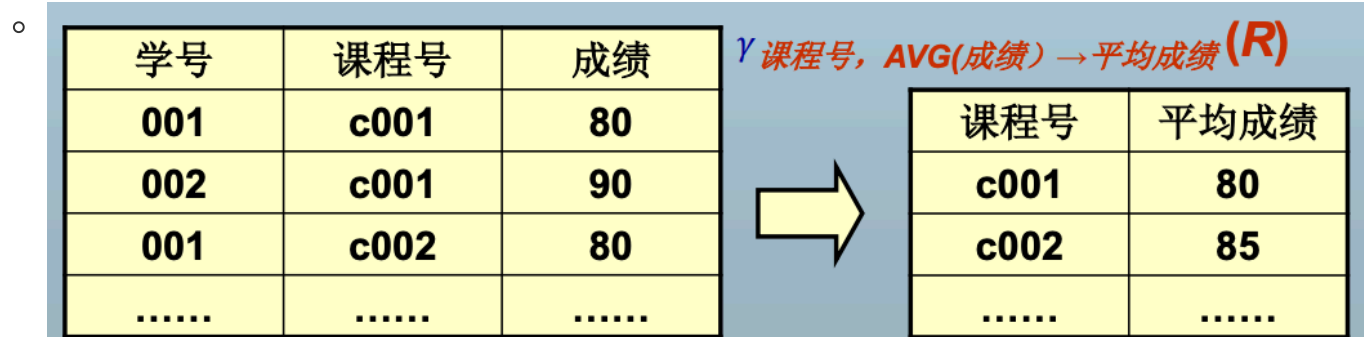 学号 课程号 成绩
001 c001 80
002 c001 90
001 c002 80
...... ...... ......
γ 课程号，AVG(成绩）→平均成绩 (R)
课程号 平均成绩
c001 80
c002 85
...... ......